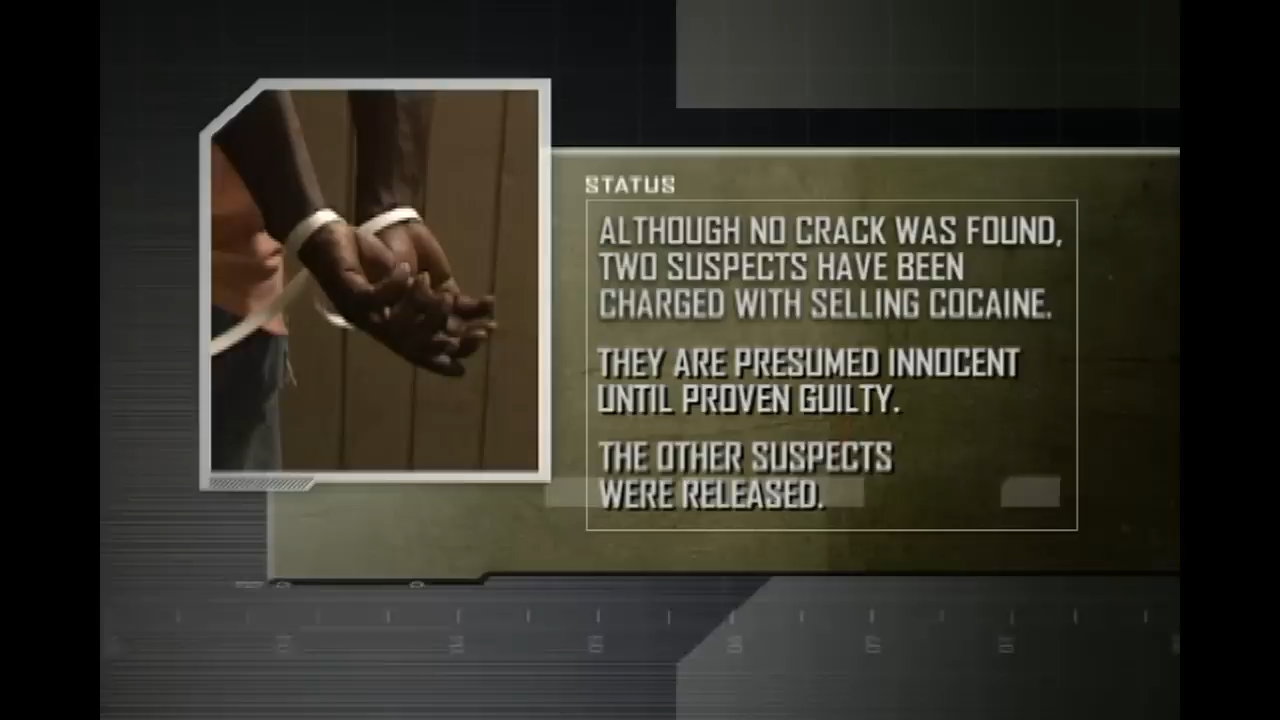 STATUS
ALTHOUGH NO CRACK WAS FOUND,
TWO SUSPECTS HAVE BEEN
CHARGED WITH SELLING COCAINE.
THEY ARE PRESUMED INNOCENT
UNTIL PROVEN GUILTY.
THE OTHER SUSPECTS
WERE RELEASED.